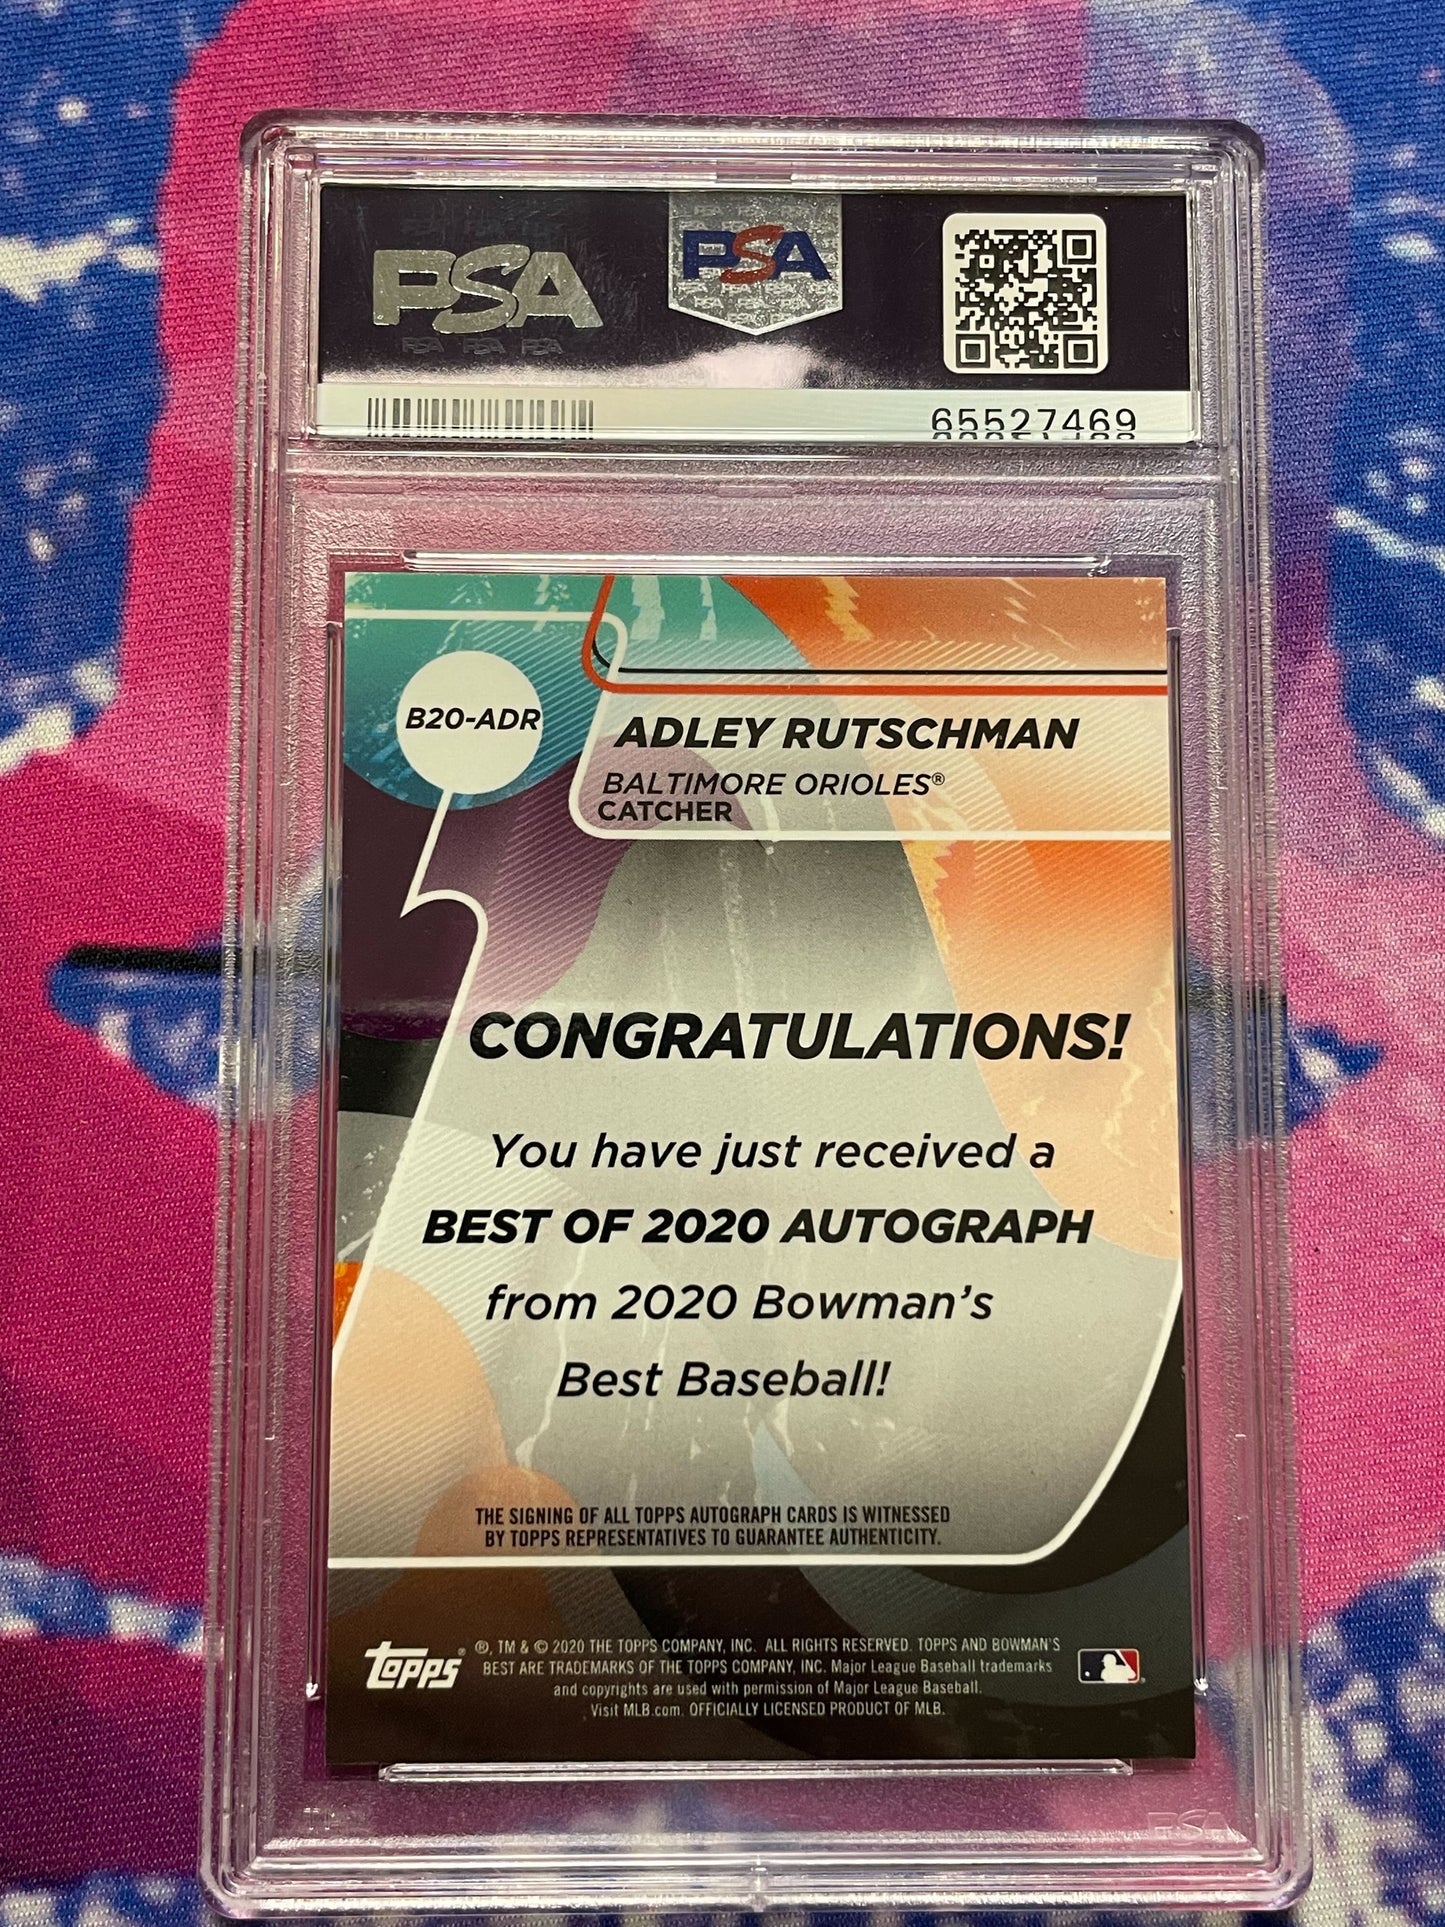 PSA
PSA
65527469
B20-ADR
ADLEY RUTSCHMAN
BALTIMORE ORIOLES®
CATCHER
CONGRATULATIONS!
You have just received a
BEST OF 2020 AUTOGRAPH
from 2020 Bowman's
Best Baseball!
THE SIGNING OF ALL TOPPS AUTOGRAPH CARDS IS WITNESSED
BY TOPPS REPRESENTATIVES TO GUARANTEE AUTHENTICITY.
topps
®, TM & © 2020 THE TOPPS COMPANY, INC. ALL RIGHTS RESERVED. TOPPS AND BOWMAN'S
BEST ARE TRADEMARKS OF THE TOPPS COMPANY, INC. Major League Baseball trademarks
and copyrights are used with permission of Major League Baseball.
Visit MLB.com. OFFICIALLY LICENSED PRODUCT OF MLB.
PSA